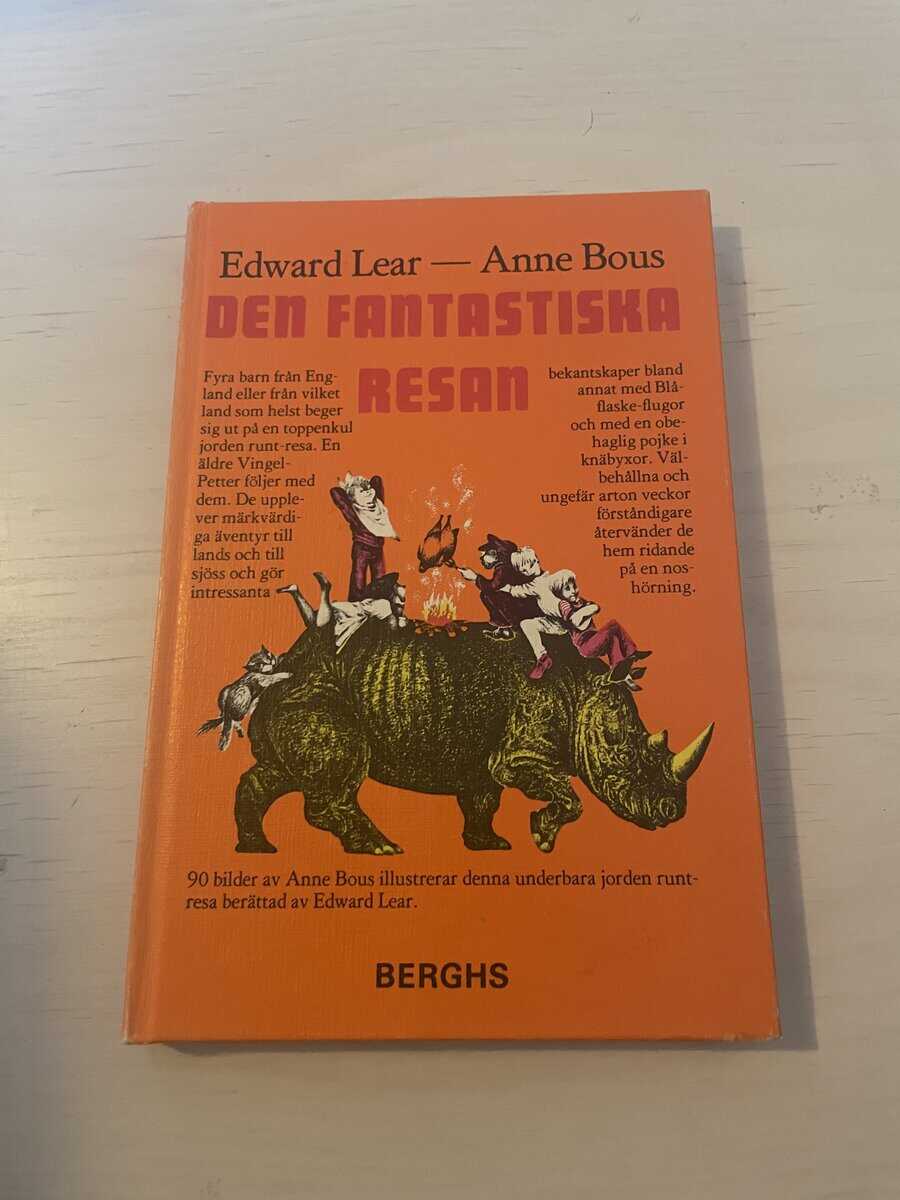 Edward Lear — Anne Bous
DEN FANTASTISKA
RESAN
Fyra barn från Eng-
land eller från vilket
land som helst beger
sig ut på en toppenkul
jorden runt-resa. En
äldre Vingel-
Petter följer med
dem. De upple-
ver märkvärdi-
ga äventyr till
lands och till
sjöss och gör
intressanta
bekantskaper bland
annat med Blå-
flaske-flugor
och med en obe-
haglig pojke i
knäbyxor. Väl-
behållna och
ungefär arton veckor
förståndigare
återvänder de
hem ridande
på en nos-
hörning.
90 bilder av Anne Bous illustrerar denna underbara jorden runt-
resa berättad av Edward Lear.
BERGHS